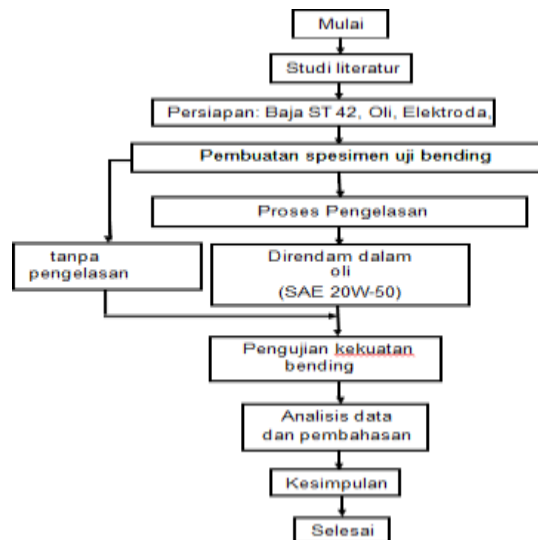 Mulai
Studi literatur
Persiapan: Baja ST 42, Oli, Elektroda,
Pembuatan spesimen uji bending
Proses Pengelasan
tanpa
pengelasan
Direndam dalam
oli
(SAE 20W-50)
Pengujian kekuatan
bending
Analisis data
dan pembahasan
Kesimpulan
Selesai